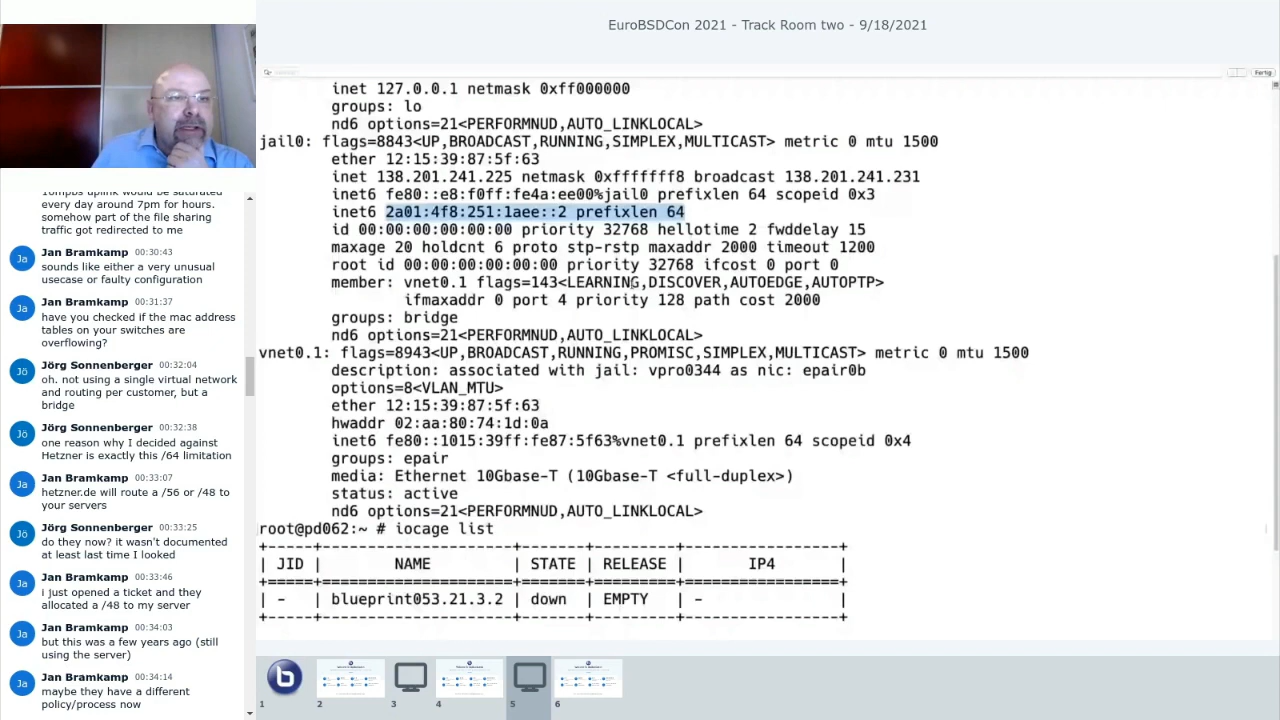 EuroBSDCon 2021 - Track Room two - 9/18/2021
Fertig
every day around 7pm for hours.
somehow part of the file sharing
traffic got redirected to me
Ja
Jan Bramkamp 00:30:43
sounds like either a very unusual
usecase or faulty configuration
Ja
Jan Bramkamp 00:31:37
have you checked if the mac address
tables on your switches are
overflowing?
Jö
Jörg Sonnenberger 00:32:04
oh. not using a single virtual network
and routing per customer, but a
bridge
Jö
Jörg Sonnenberger 00:32:38
one reason why I decided against
Hetzner is exactly this /64 limitation
Ja
Jan Bramkamp 00:33:07
hetzner.de will route a /56 or /48 to
your servers
Jö
Jörg Sonnenberger 00:33:25
do they now? it wasn't documented
at least last time I looked
Ja
Jan Bramkamp 00:33:46
i just opened a ticket and they
allocated a /48 to my server
Ja
Jan Bramkamp 00:34:03
but this was a few years ago (still
using the server)
Ja
Jan Bramkamp 00:34:14
maybe they have a different
policy/process now
inet 127.0.0.1 netmask 0xff000000
groups: lo
nd6 options=21<PERFORMNUD,AUTO_LINKLOCAL>
jail0: flags=8843<UP,BROADCAST,RUNNING,SIMPLEX,MULTICAST> metric 0 mtu 1500
ether 12:15:39:87:5f:63
inet 138.201.241.225 netmask 0xfffffff8 broadcast 138.201.241.231
inet6 fe80::e8:f0ff:fe4a:ee00%jail0 prefixlen 64 scopeid 0x3
inet6 2a01:4f8:251:1aee::2 prefixlen 64
id 00:00:00:00:00:00 priority 32768 hellotime 2 fwddelay 15
maxage 20 holdcnt 6 proto stp-rstp maxaddr 2000 timeout 1200
root id 00:00:00:00:00:00 priority 32768 ifcost 0 port 0
member: vnet0.1 flags=143<LEARNING,DISCOVER,AUTOEDGE,AUTOPTP>
ifmaxaddr 0 port 4 priority 128 path cost 2000
groups: bridge
nd6 options=21<PERFORMNUD,AUTO_LINKLOCAL>
vnet0.1: flags=8943<UP,BROADCAST,RUNNING,PROMISC,SIMPLEX,MULTICAST> metric 0 mtu 1500
description: associated with jail: vpro0344 as nic: epair0b
options=8<VLAN_MTU>
ether 12:15:39:87:5f:63
hwaddr 02:aa:80:74:1d:0a
inet6 fe80::1015:39ff:fe87:5f63%vnet0.1 prefixlen 64 scopeid 0x4
groups: epair
media: Ethernet 10Gbase-T (10Gbase-T <full-duplex>)
status: active
nd6 options=21<PERFORMNUD,AUTO_LINKLOCAL>
root@pd062:~ # iocage list
+-----+--------------------+-------+---------+----------------+
| JID | NAME | STATE | RELEASE | IP4 |
+=====+====================+=======+=========+================+
| - | blueprint053.21.3.2 | down | EMPTY | - |
+-----+--------------------+-------+---------+----------------+
b
1 2 3 4 5 6